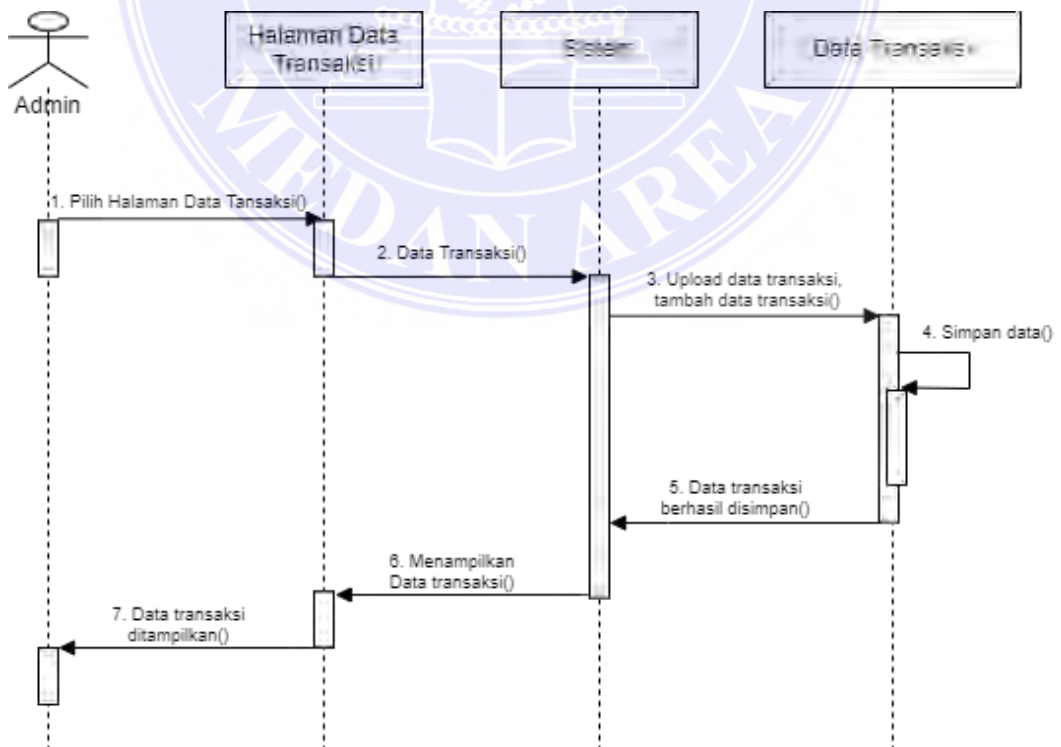 Halaman Data
Transaksi()
Sistem
Data Transaksi
Admin
MEDAN AREA
1. Pilih Halaman Data Tansaksi()
2. Data Transaksi()
3. Upload data transaksi,
tambah data transaksi()
4. Simpan data()
5. Data transaksi
berhasil disimpan()
6. Menampilkan
Data transaksi()
7. Data transaksi
ditampilkan()